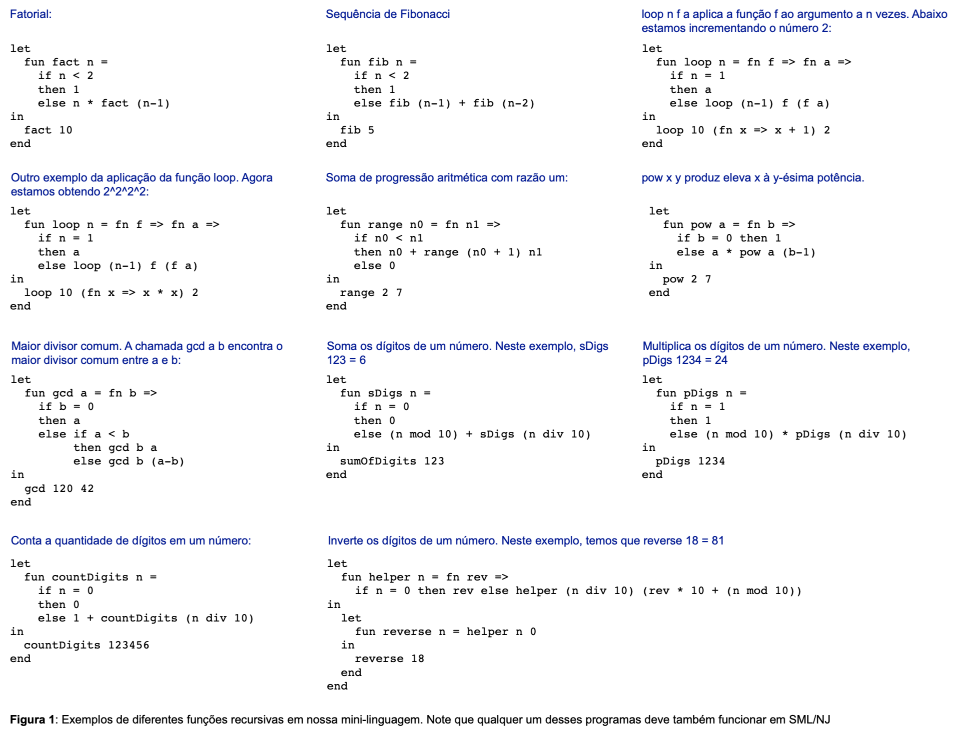 Fatorial:
let
  fun fact n =
    if n < 2
    then 1
    else n * fact (n-1)
in
  fact 10
end
Sequência de Fibonacci
let
  fun fib n =
    if n < 2
    then 1
    else fib (n-1) + fib (n-2)
in
  fib 5
end
loop n f a aplica a função f ao argumento a n vezes. Abaixo
estamos incrementando o número 2:
let
  fun loop n = fn f => fn a =>
    if n = 1
    then a
    else loop (n-1) f (f a)
in
  loop 10 (fn x => x + 1) 2
end
Outro exemplo da aplicação da função loop. Agora
estamos obtendo 2^2^2^2:
let
  fun loop n = fn f => fn a =>
    if n = 1
    then a
    else loop (n-1) f (f a)
in
  loop 10 (fn x => x * x) 2
end
Soma de progressão aritmética com razão um:
let
  fun range n0 = fn n1 =>
    if n0 < n1
    then n0 + range (n0 + 1) n1
    else 0
in
  range 2 7
end
pow x y produz eleva x à y-ésima potência.
let
  fun pow a = fn b =>
    if b = 0 then 1
    else a * pow a (b-1)
in
  pow 2 7
end
Maior divisor comum. A chamada gcd a b encontra o
maior divisor comum entre a e b:
let
  fun gcd a = fn b =>
    if b = 0
    then a
    else if a < b
         then gcd b a
         else gcd b (a-b)
in
  gcd 120 42
end
Soma os dígitos de um número. Neste exemplo, sDigs
123 = 6
let
  fun sDigs n =
    if n = 0
    then 0
    else (n mod 10) + sDigs (n div 10)
in
  sumOfDigits 123
end
Multiplica os dígitos de um número. Neste exemplo,
pDigs 1234 = 24
let
  fun pDigs n =
    if n = 1
    then 1
    else (n mod 10) * pDigs (n div 10)
in
  pDigs 1234
end
Conta a quantidade de dígitos em um número:
let
  fun countDigits n =
    if n = 0
    then 0
    else 1 + countDigits (n div 10)
in
  countDigits 123456
end
Inverte os dígitos de um número. Neste exemplo, temos que reverse 18 = 81
let
  fun helper n = fn rev =>
    if n = 0 then rev else helper (n div 10) (rev * 10 + (n mod 10))
in
  let
    fun reverse n = helper n 0
  in
    reverse 18
  end
end
Figura 1: Exemplos de diferentes funções recursivas em nossa mini-linguagem. Note que qualquer um desses programas deve também funcionar em SML/NJ